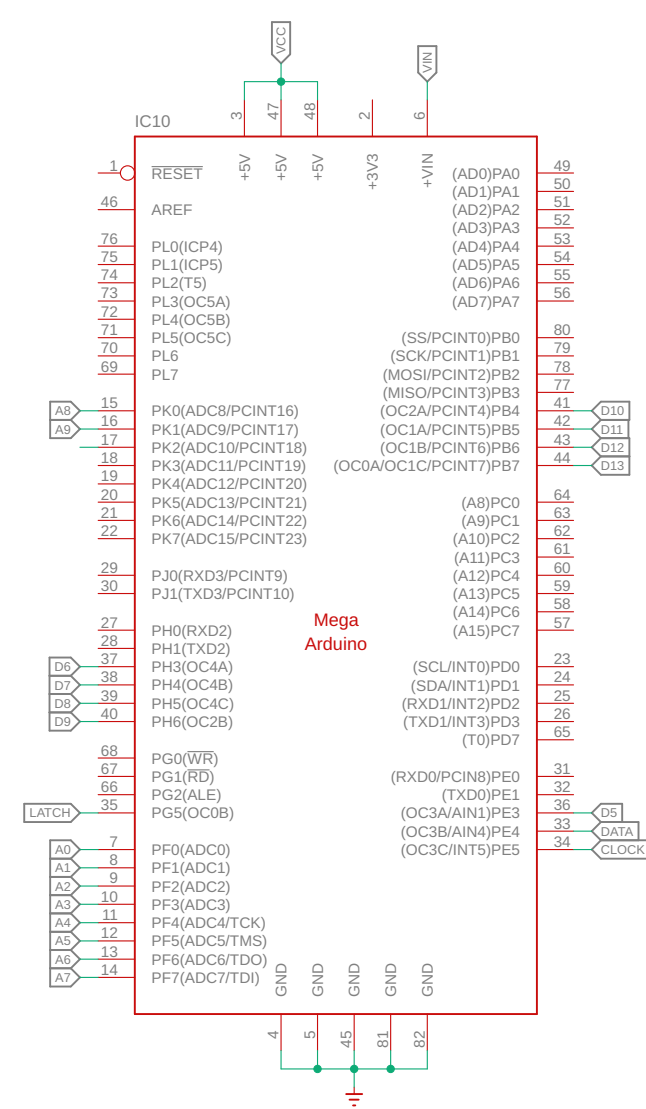 VCC
VIN
3
47
48
2
6
IC10
+5V
+5V
+5V
+3V3
+VIN
1 RESET
46 AREF
76 PL0(ICP4)
75 PL1(ICP5)
74 PL2(T5)
73 PL3(OC5A)
72 PL4(OC5B)
71 PL5(OC5C)
70 PL6
69 PL7
A8 15 PK0(ADC8/PCINT16)
A9 16 PK1(ADC9/PCINT17)
17 PK2(ADC10/PCINT18)
18 PK3(ADC11/PCINT19)
19 PK4(ADC12/PCINT20)
20 PK5(ADC13/PCINT21)
21 PK6(ADC14/PCINT22)
22 PK7(ADC15/PCINT23)
29 PJ0(RXD3/PCINT9)
30 PJ1(TXD3/PCINT10)
27 PH0(RXD2)
28 PH1(TXD2)
D6 37 PH3(OC4A)
D7 38 PH4(OC4B)
D8 39 PH5(OC4C)
D9 40 PH6(OC2B)
68 PG0(WR)
67 PG1(RD)
66 PG2(ALE)
LATCH 35 PG5(OC0B)
A0 7 PF0(ADC0)
A1 8 PF1(ADC1)
A2 9 PF2(ADC2)
A3 10 PF3(ADC3)
A4 11 PF4(ADC4/TCK)
A5 12 PF5(ADC5/TMS)
A6 13 PF6(ADC6/TDO)
A7 14 PF7(ADC7/TDI)
Mega
Arduino
(AD0)PA0 49
(AD1)PA1 50
(AD2)PA2 51
(AD3)PA3 52
(AD4)PA4 53
(AD5)PA5 54
(AD6)PA6 55
(AD7)PA7 56
(SS/PCINT0)PB0 80
(SCK/PCINT1)PB1 79
(MOSI/PCINT2)PB2 78
(MISO/PCINT3)PB3 77
(OC2A/PCINT4)PB4 41 D10
(OC1A/PCINT5)PB5 42 D11
(OC1B/PCINT6)PB6 43 D12
(OC0A/OC1C/PCINT7)PB7 44 D13
(A8)PC0 64
(A9)PC1 63
(A10)PC2 62
(A11)PC3 61
(A12)PC4 60
(A13)PC5 59
(A14)PC6 58
(A15)PC7 57
(SCL/INT0)PD0 23
(SDA/INT1)PD1 24
(RXD1/INT2)PD2 25
(TXD1/INT3)PD3 26
(T0)PD7 65
(RXD0/PCIN8)PE0 31
(TXD0)PE1 32
(OC3A/AIN1)PE3 36 D5
(OC3B/AIN4)PE4 33 DATA
(OC3C/INT5)PE5 34 CLOCK
GND
GND
GND
GND
GND
4
5
45
81
82